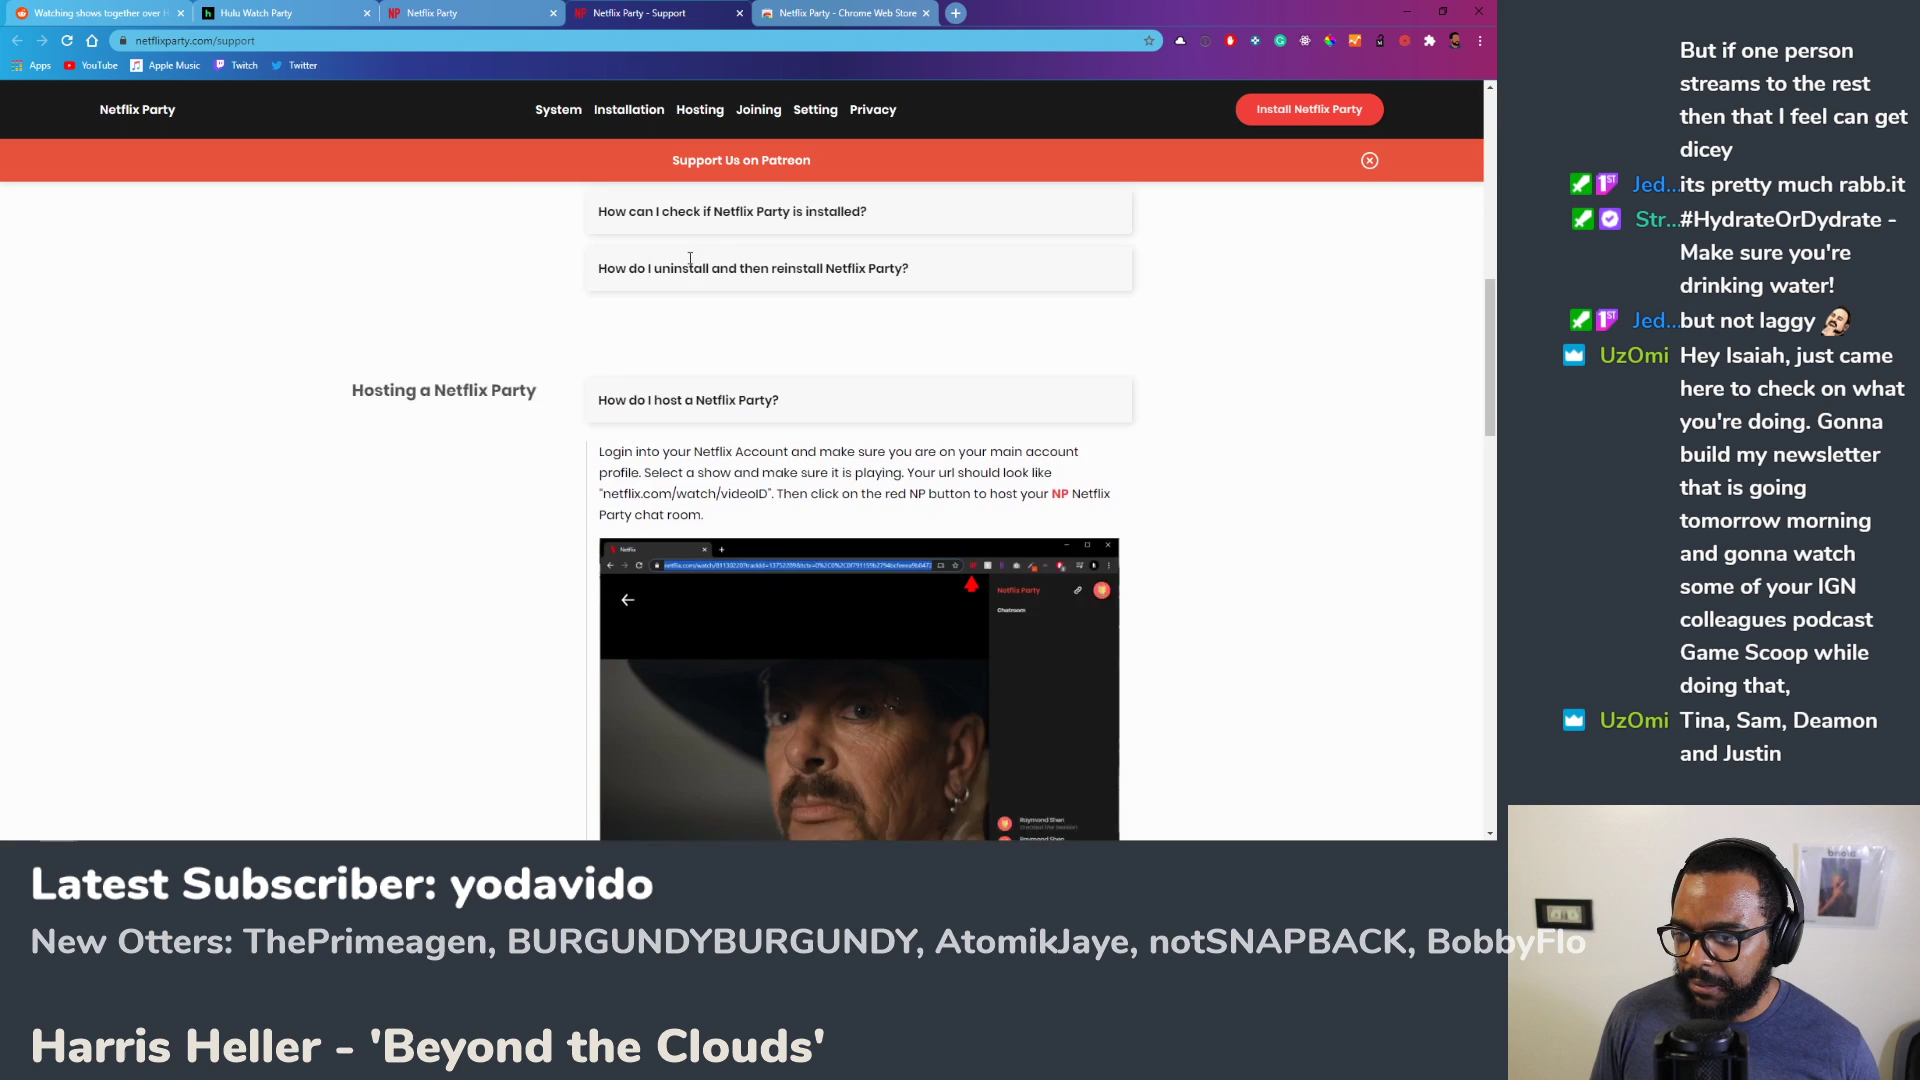 Watching shows together over H
Hulu Watch Party
Netflix Party
Netflix Party - Support
Netflix Party - Chrome Web Store
netflixparty.com/support
Apps
YouTube
Apple Music
Twitch
Twitter
Netflix Party
System
Installation
Hosting
Joining
Setting
Privacy
Install Netflix Party
Support Us on Patreon
How can I check if Netflix Party is installed?
How do I uninstall and then reinstall Netflix Party?
Hosting a Netflix Party
How do I host a Netflix Party?
Login into your Netflix Account and make sure you are on your main account
profile. Select a show and make sure it is playing. Your url should look like
"netflix.com/watch/videoID". Then click on the red NP button to host your NP Netflix
Party chat room.
Netflix
Netflix Party
Chatroom
Raymond Sheri
created the session
But if one person
streams to the rest
then that I feel can get
dicey
Jed...its pretty much rabb.it
Str...#HydrateOrDydrate -
Make sure you're
drinking water!
Jed...but not laggy
UzOmi Hey Isaiah, just came
here to check on what
you're doing. Gonna
build my newsletter
that is going
tomorrow morning
and gonna watch
some of your IGN
colleagues podcast
Game Scoop while
doing that,
UzOmi Tina, Sam, Deamon
and Justin
Latest Subscriber: yodavido
New Otters: ThePrimeagen, BURGUNDYBURGUNDY, AtomikJaye, notSNAPBACK, BobbyFlo
Harris Heller - 'Beyond the Clouds'